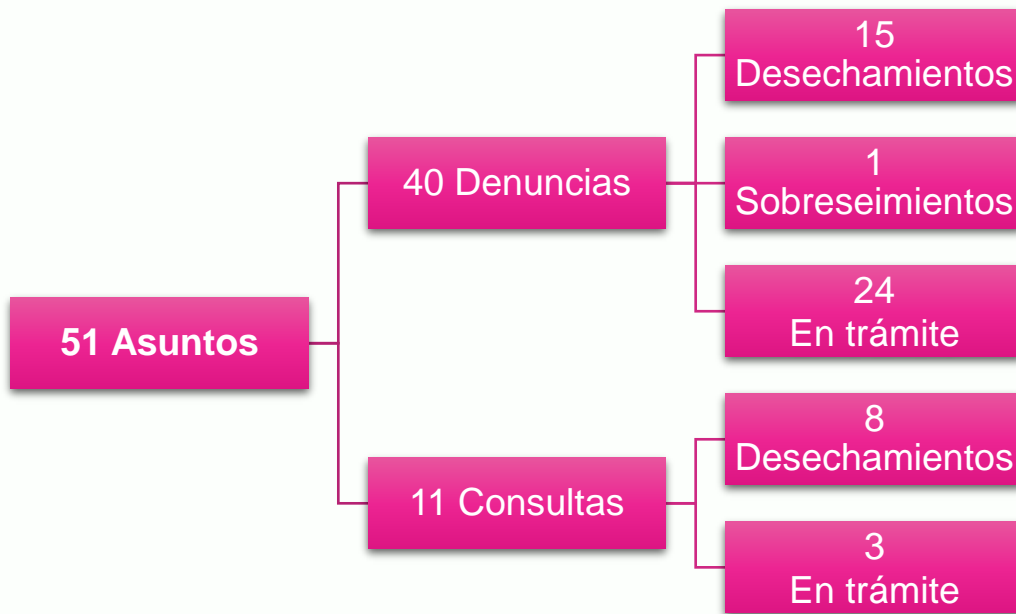 51 Asuntos
40 Denuncias
15
Desechamientos
1
Sobreseimientos
24
En trámite
11 Consultas
8
Desechamientos
3
En trámite